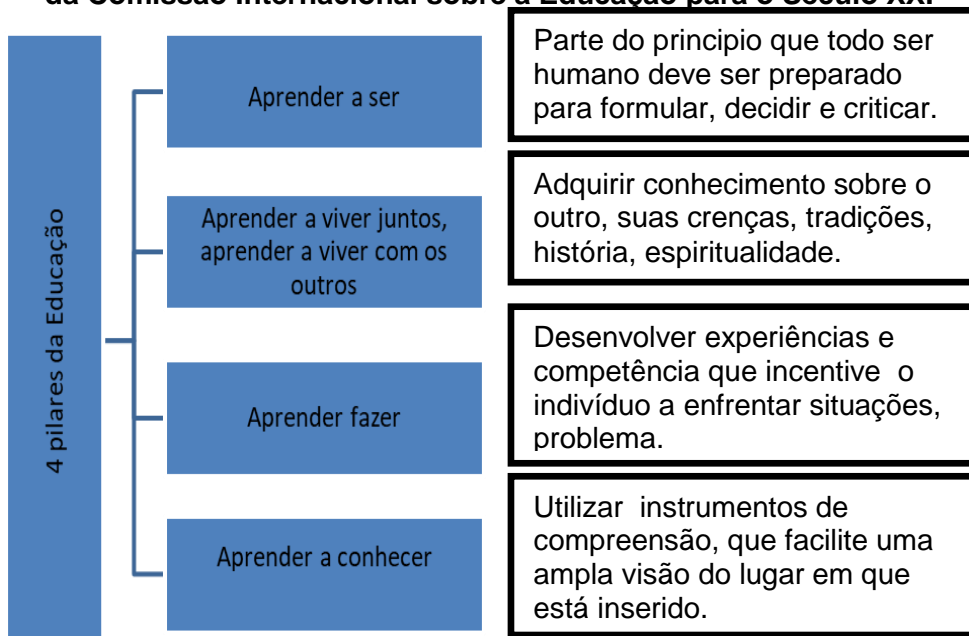 da Comissão Internacional sobre a Educação para o Século XXI
4 pilares da Educação
Aprender a ser
Parte do principio que todo ser
humano deve ser preparado
para formular, decidir e criticar.
Aprender a viver juntos,
aprender a viver com os
outros
Adquirir conhecimento sobre o
outro, suas crenças, tradições,
história, espiritualidade.
Aprender fazer
Desenvolver experiências e
competência que incentive o
indivíduo a enfrentar situações,
problema.
Aprender a conhecer
Utilizar instrumentos de
compreensão, que facilite uma
ampla visão do lugar em que
está inserido.